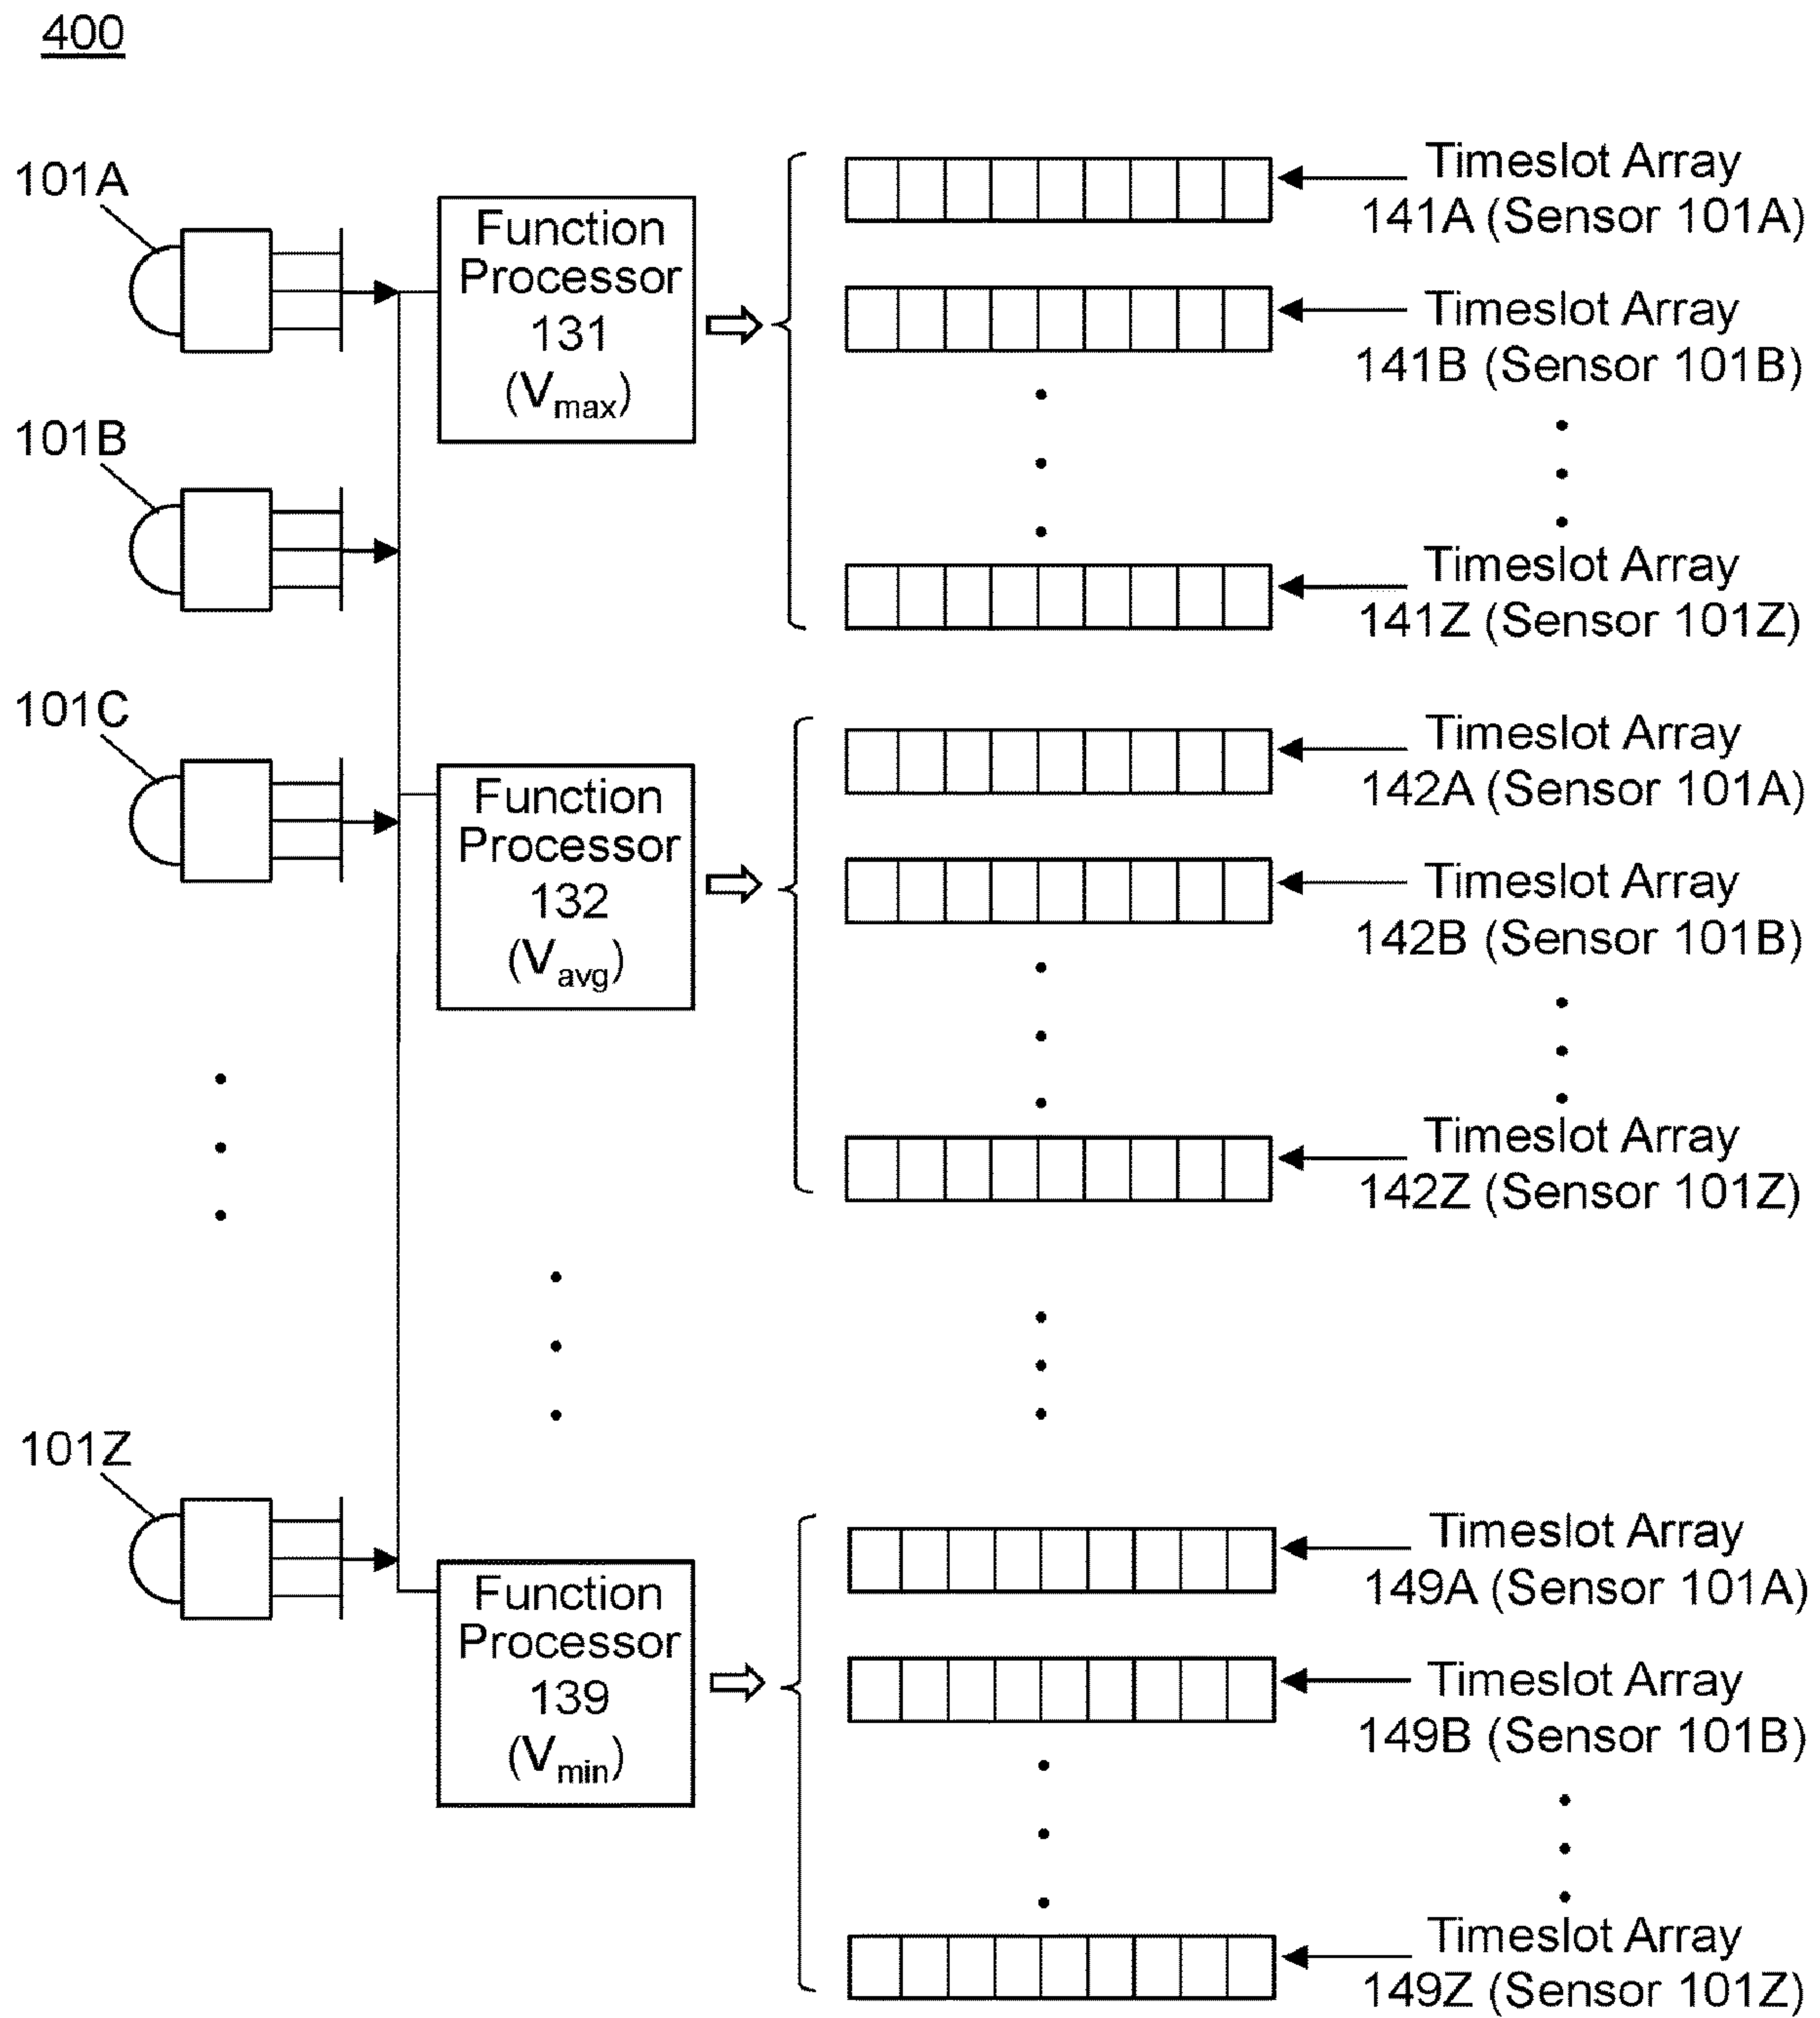 400
101A
101B
101C
101Z
Function
Processor
131
(Vmax)
Timeslot Array
141A (Sensor 101A)
Timeslot Array
141B (Sensor 101B)
Timeslot Array
141Z (Sensor 101Z)
Function
Processor
132
(Vavg)
Timeslot Array
142A (Sensor 101A)
Timeslot Array
142B (Sensor 101B)
Timeslot Array
142Z (Sensor 101Z)
Function
Processor
139
(Vmin)
Timeslot Array
149A (Sensor 101A)
Timeslot Array
149B (Sensor 101B)
Timeslot Array
149Z (Sensor 101Z)